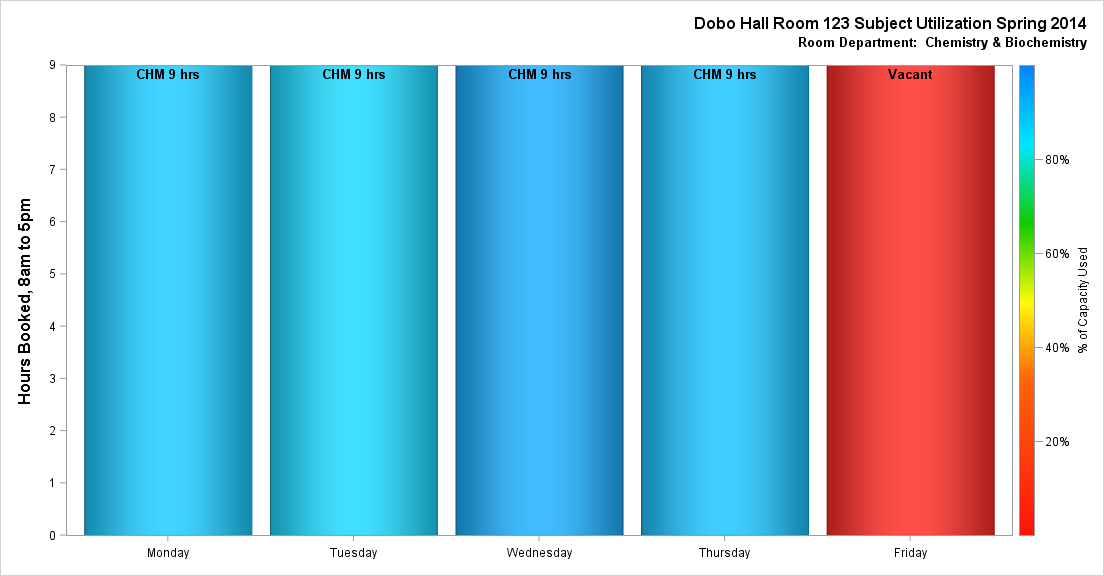 Dobo Hall Room 123 Subject Utilization Spring 2014
Room Department:  Chemistry & Biochemistry
Hours Booked, 8am to 5pm
9
8
7
6
5
4
3
2
1
0
CHM 9 hrs
CHM 9 hrs
CHM 9 hrs
CHM 9 hrs
Vacant
Monday
Tuesday
Wednesday
Thursday
Friday
80%
60%
40%
20%
% of Capacity Used